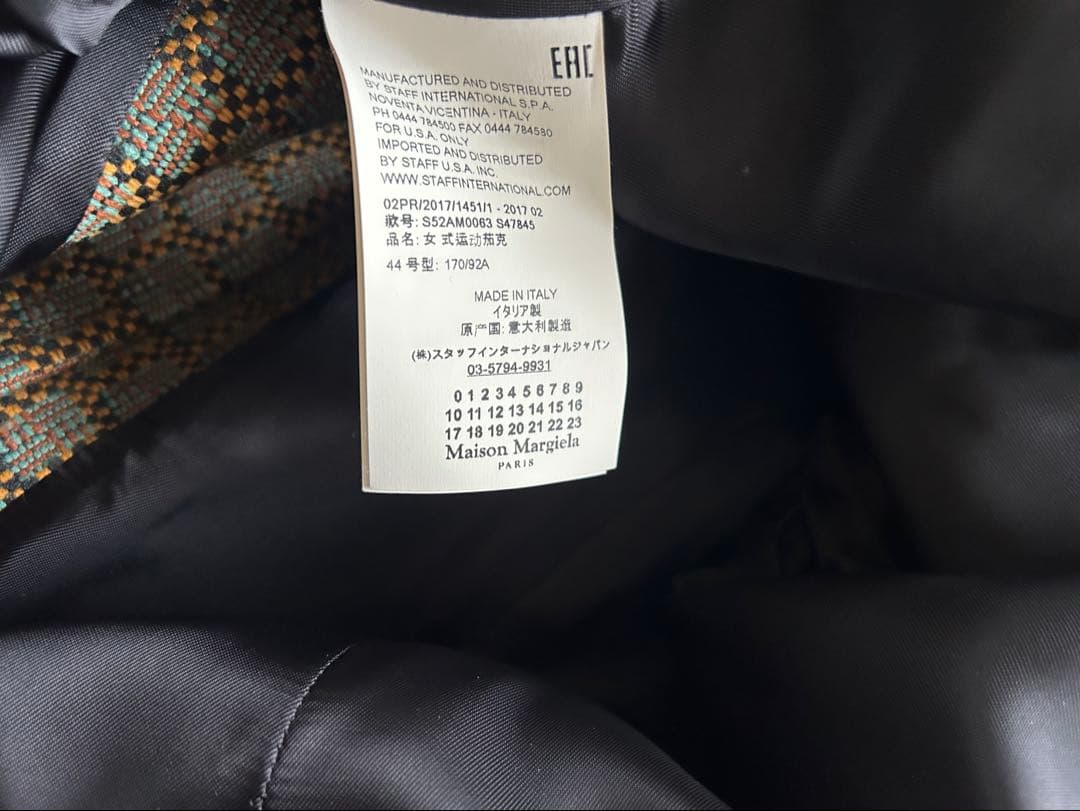 EAC
MANUFACTURED AND DISTRIBUTED
BY STAFF INTERNATIONAL S.P.A.
NOVENTA VICENTINA - ITALY
PH 0444 784500 FAX 0444 784590
FOR U.S.A. ONLY
IMPORTED AND DISTRIBUTED
BY STAFF U.S.A. INC.
WWW.STAFFINTERNATIONAL.COM
02PR/2017/1451/1 - 2017 02
款号: S52AM0063 S47845
品名: 女 式运动茄克
44 号型: 170/92A
MADE IN ITALY
イタリア製
原产国: 意大利製造
(株)スタッフインターナショナルジャパン
03-5794-9931
0 1 2 3 4 5 6 7 8 9
10 11 12 13 14 15 16
17 18 19 20 21 22 23
Maison Margiela
PARIS